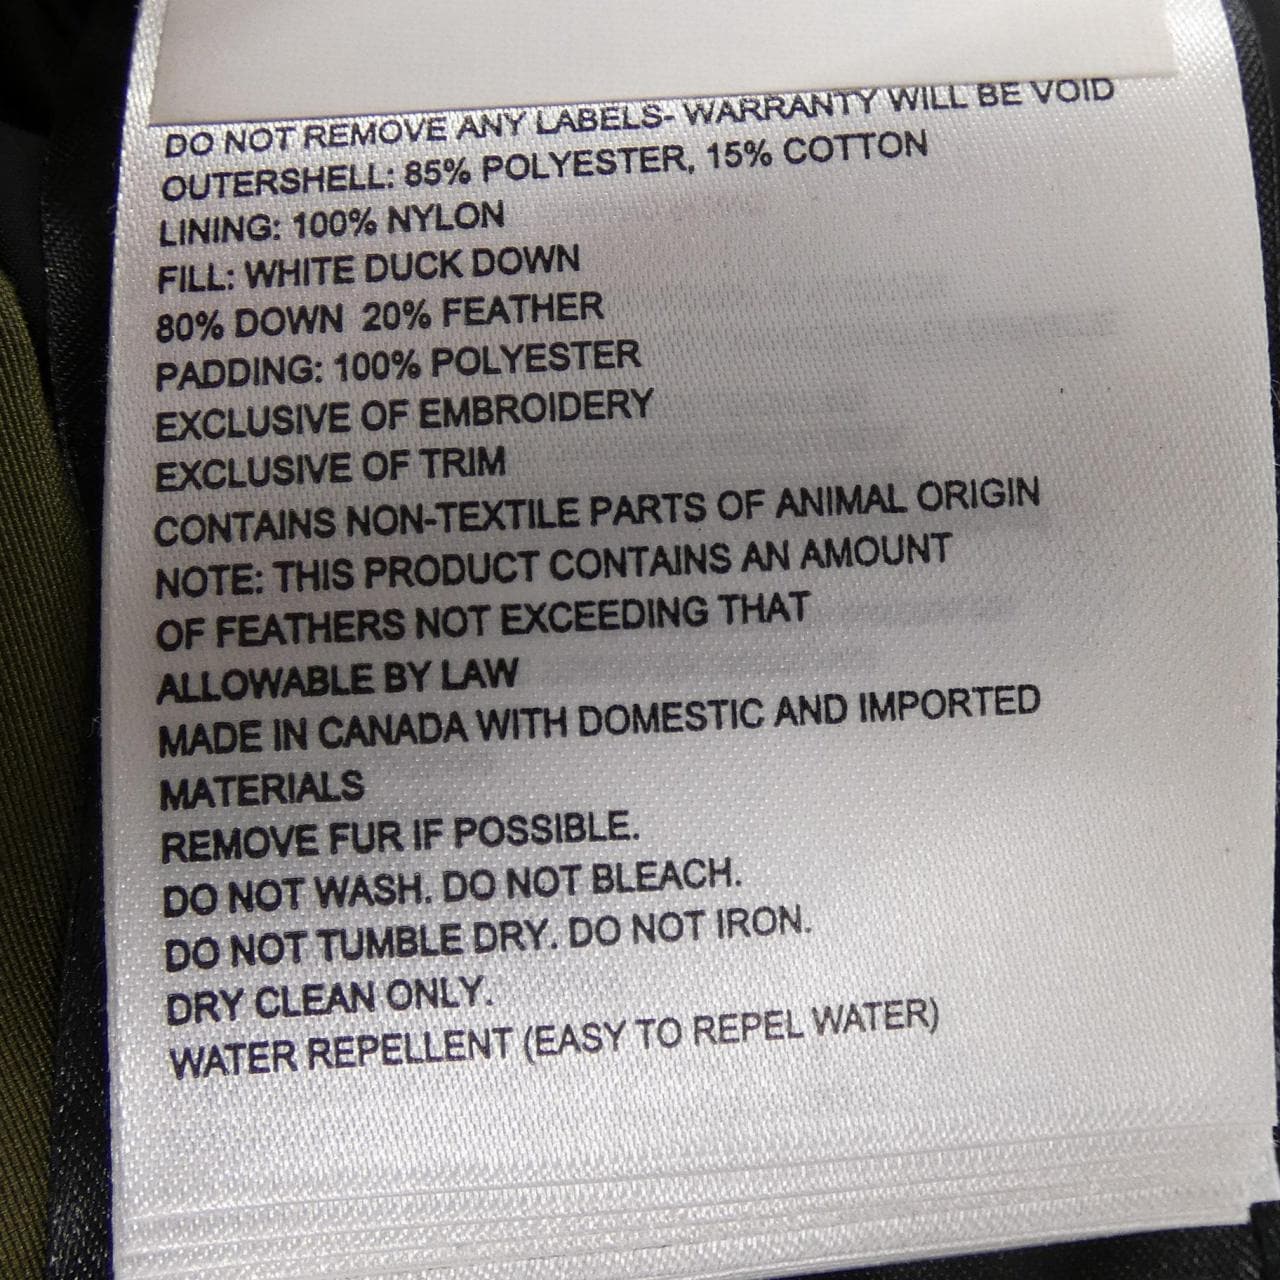 DO NOT REMOVE ANY LABELS- WARRANTY WILL BE VOID
OUTERSHELL: 85% POLYESTER, 15% COTTON
LINING: 100% NYLON
FILL: WHITE DUCK DOWN
80% DOWN 20% FEATHER
PADDING: 100% POLYESTER
EXCLUSIVE OF EMBROIDERY
EXCLUSIVE OF TRIM
CONTAINS NON-TEXTILE PARTS OF ANIMAL ORIGIN
NOTE: THIS PRODUCT CONTAINS AN AMOUNT
OF FEATHERS NOT EXCEEDING THAT
ALLOWABLE BY LAW
MADE IN CANADA WITH DOMESTIC AND IMPORTED
MATERIALS
REMOVE FUR IF POSSIBLE.
DO NOT WASH. DO NOT BLEACH.
DO NOT TUMBLE DRY. DO NOT IRON.
DRY CLEAN ONLY.
WATER REPELLENT (EASY TO REPEL WATER)